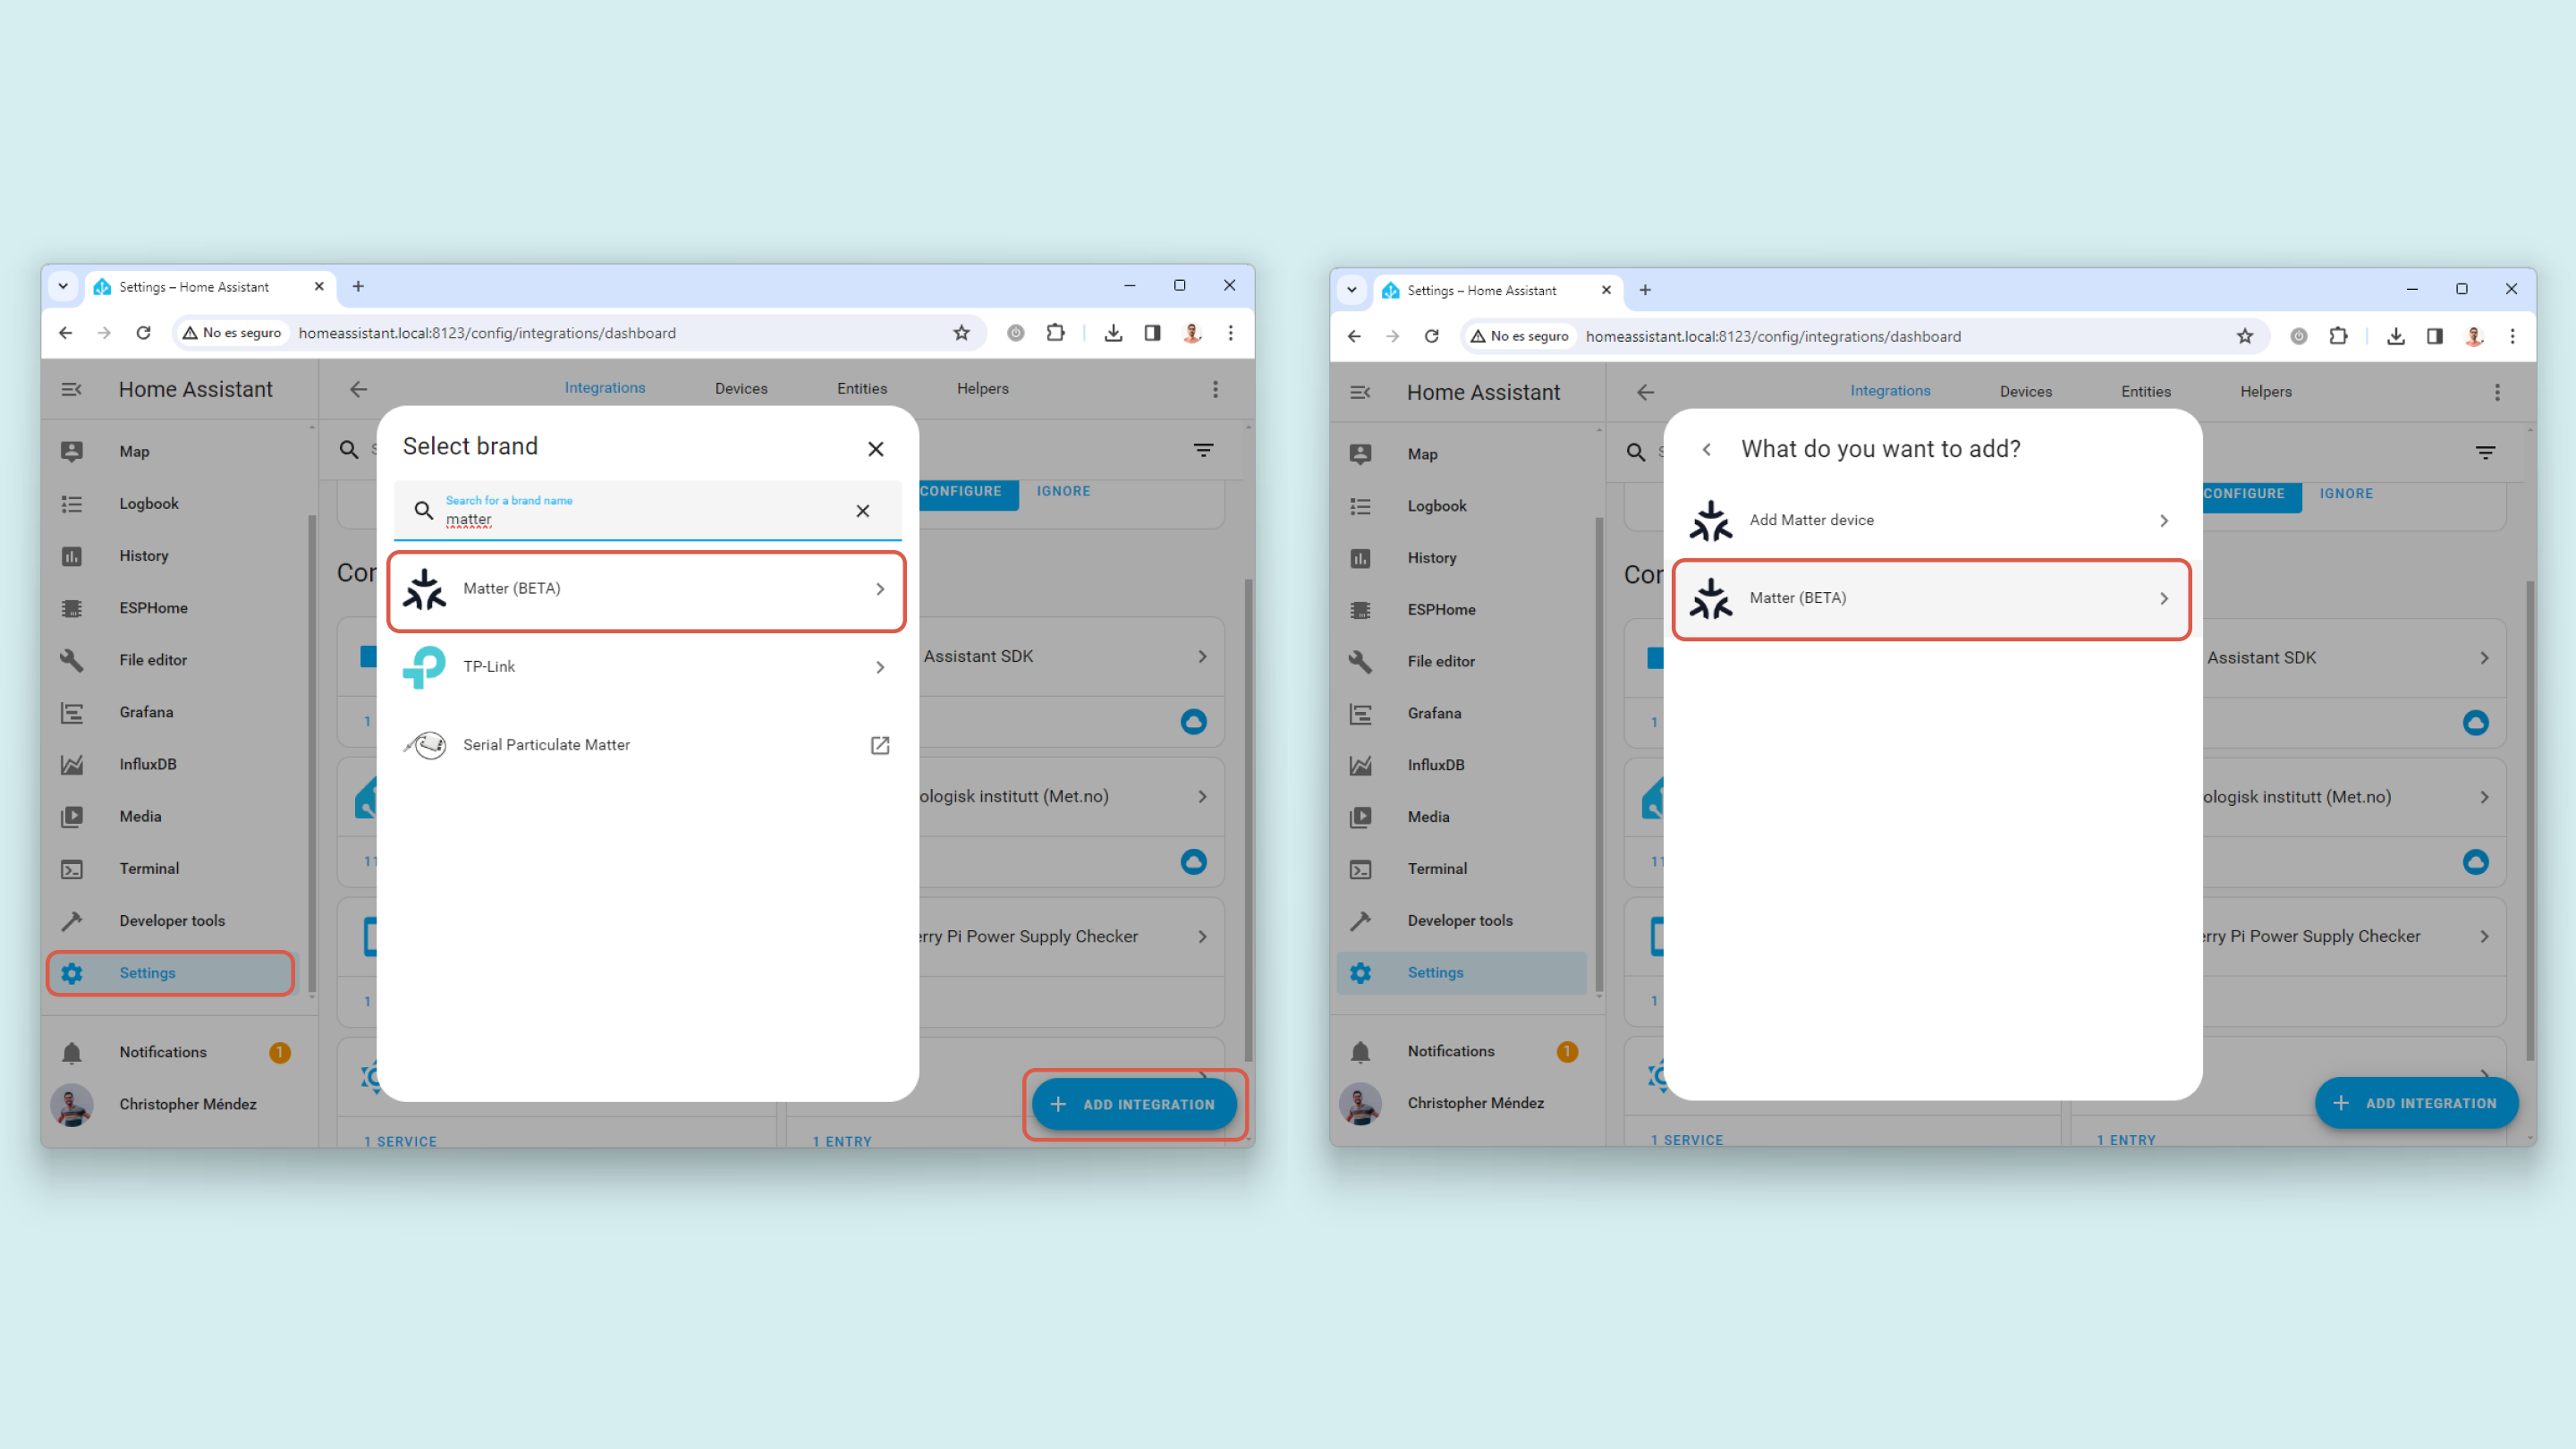 Settings – Home Assistant
No es seguro
homeassistant.local:8123/config/integrations/dashboard
Home Assistant
Integrations
Devices
Entities
Helpers
Map
Logbook
History
ESPHome
File editor
Grafana
InfluxDB
Media
Terminal
Developer tools
Settings
Notifications
1
Christopher Méndez
Select brand
Search for a brand name
matter
Matter (BETA)
TP-Link
Serial Particulate Matter
S
CONFIGURE
IGNORE
Cor
Assistant SDK
1
ologisk institutt (Met.no)
11
erry Pi Power Supply Checker
1
ADD INTEGRATION
1 SERVICE
1 ENTRY
Settings – Home Assistant
No es seguro
homeassistant.local:8123/config/integrations/dashboard
Home Assistant
Integrations
Devices
Entities
Helpers
Map
Logbook
History
ESPHome
File editor
Grafana
InfluxDB
Media
Terminal
Developer tools
Settings
Notifications
1
Christopher Méndez
What do you want to add?
Add Matter device
Matter (BETA)
S
CONFIGURE
IGNORE
Cor
Assistant SDK
1
ologisk institutt (Met.no)
11
erry Pi Power Supply Checker
1
ADD INTEGRATION
1 SERVICE
1 ENTRY